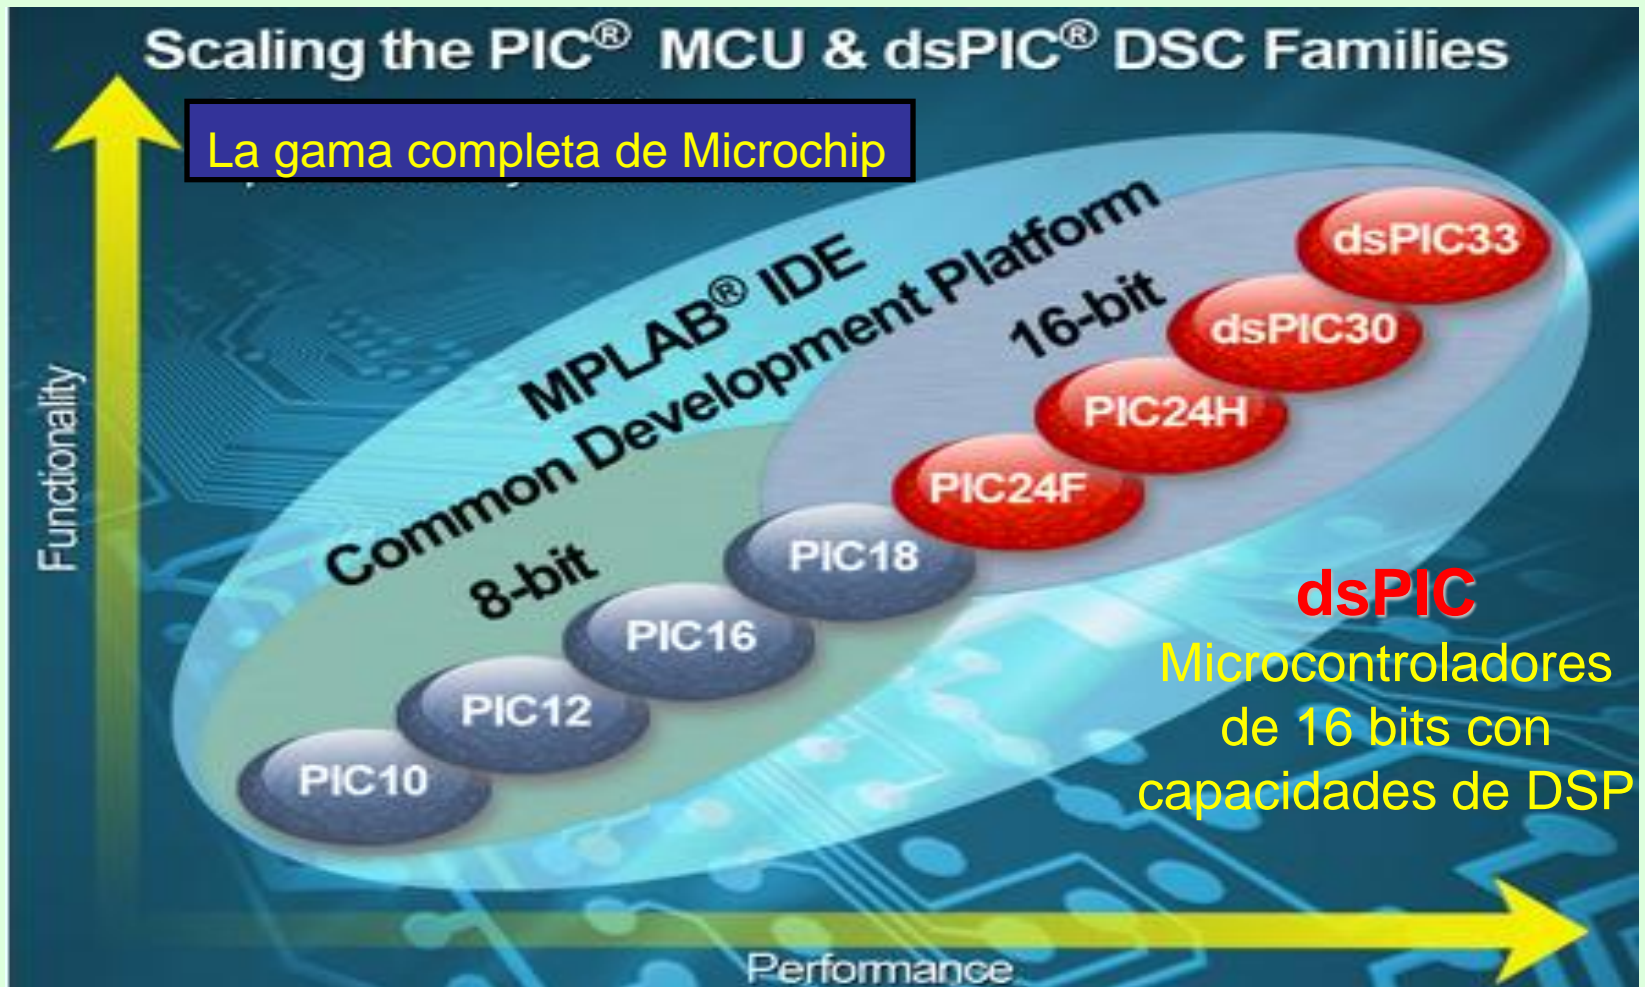 Scaling the PIC® MCU & dsPIC® DSC Families
La gama completa de Microchip
Functionality
MPLAB® IDE
Common Development Platform
16-bit
8-bit
dsPIC33
dsPIC30
PIC24H
PIC24F
PIC18
PIC16
PIC12
PIC10
dsPIC
Microcontroladores
de 16 bits con
capacidades de DSP
Performance